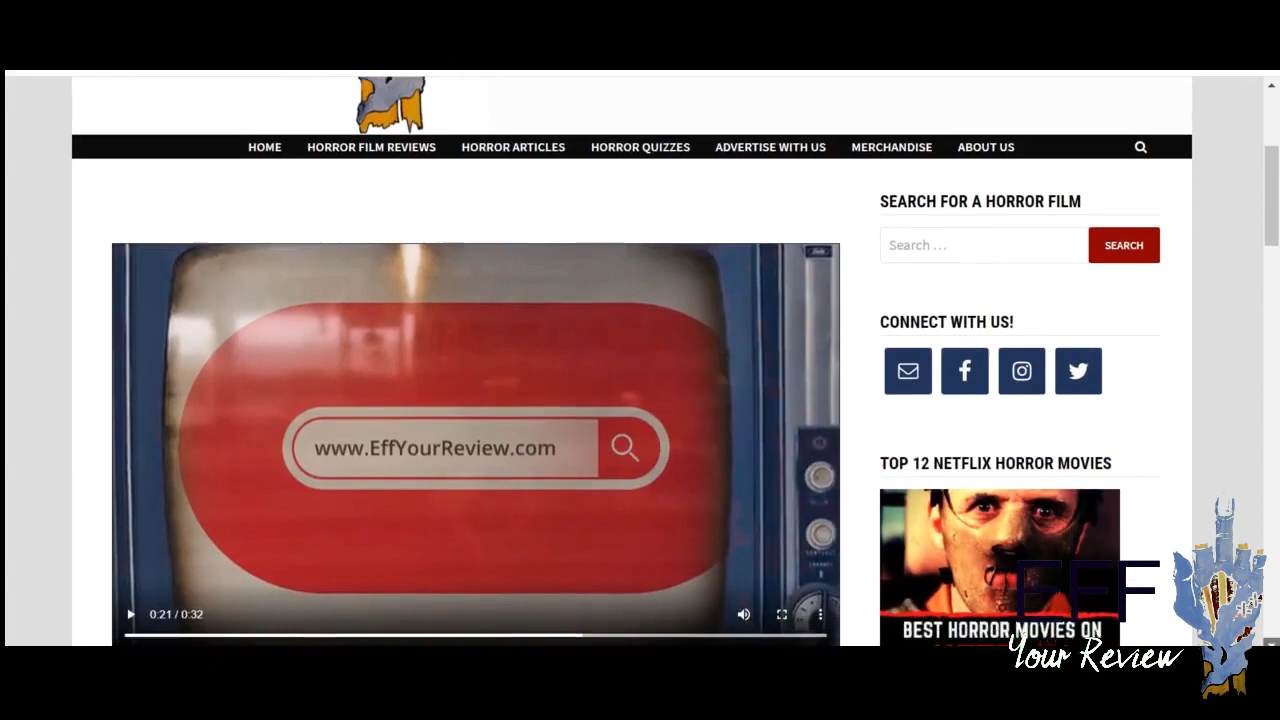 HOME HORROR FILM REVIEWS HORROR ARTICLES HORROR QUIZZES ADVERTISE WITH US MERCHANDISE ABOUT US
SEARCH FOR A HORROR FILM
Search ...
SEARCH
CONNECT WITH US!
www.EffYourReview.com
TOP 12 NETFLIX HORROR MOVIES
BEST HORROR MOVIES ON
0:21 / 0:32
EFF
Your Review